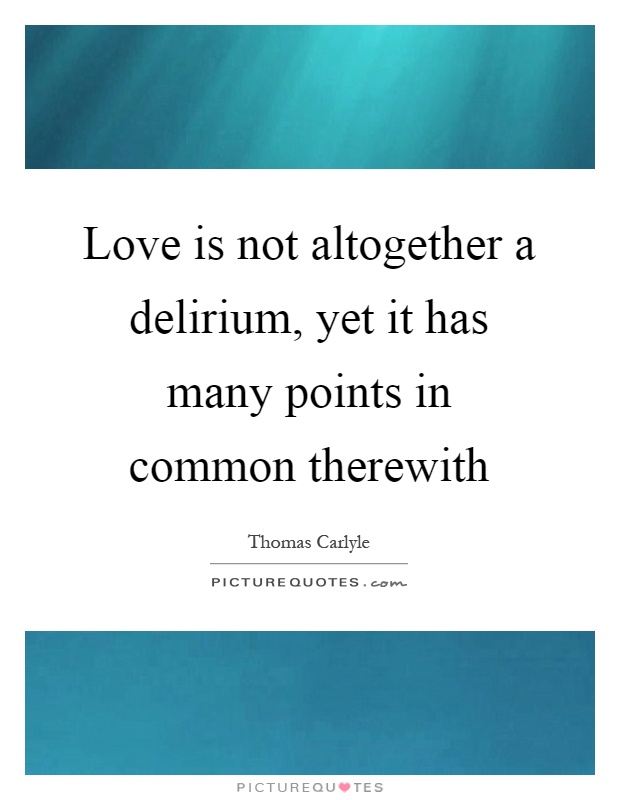 Love is not altogether a
delirium, yet it has
many points in
common therewith
Thomas Carlyle
PICTUREQUOTES.com
PICTUREQUOTES